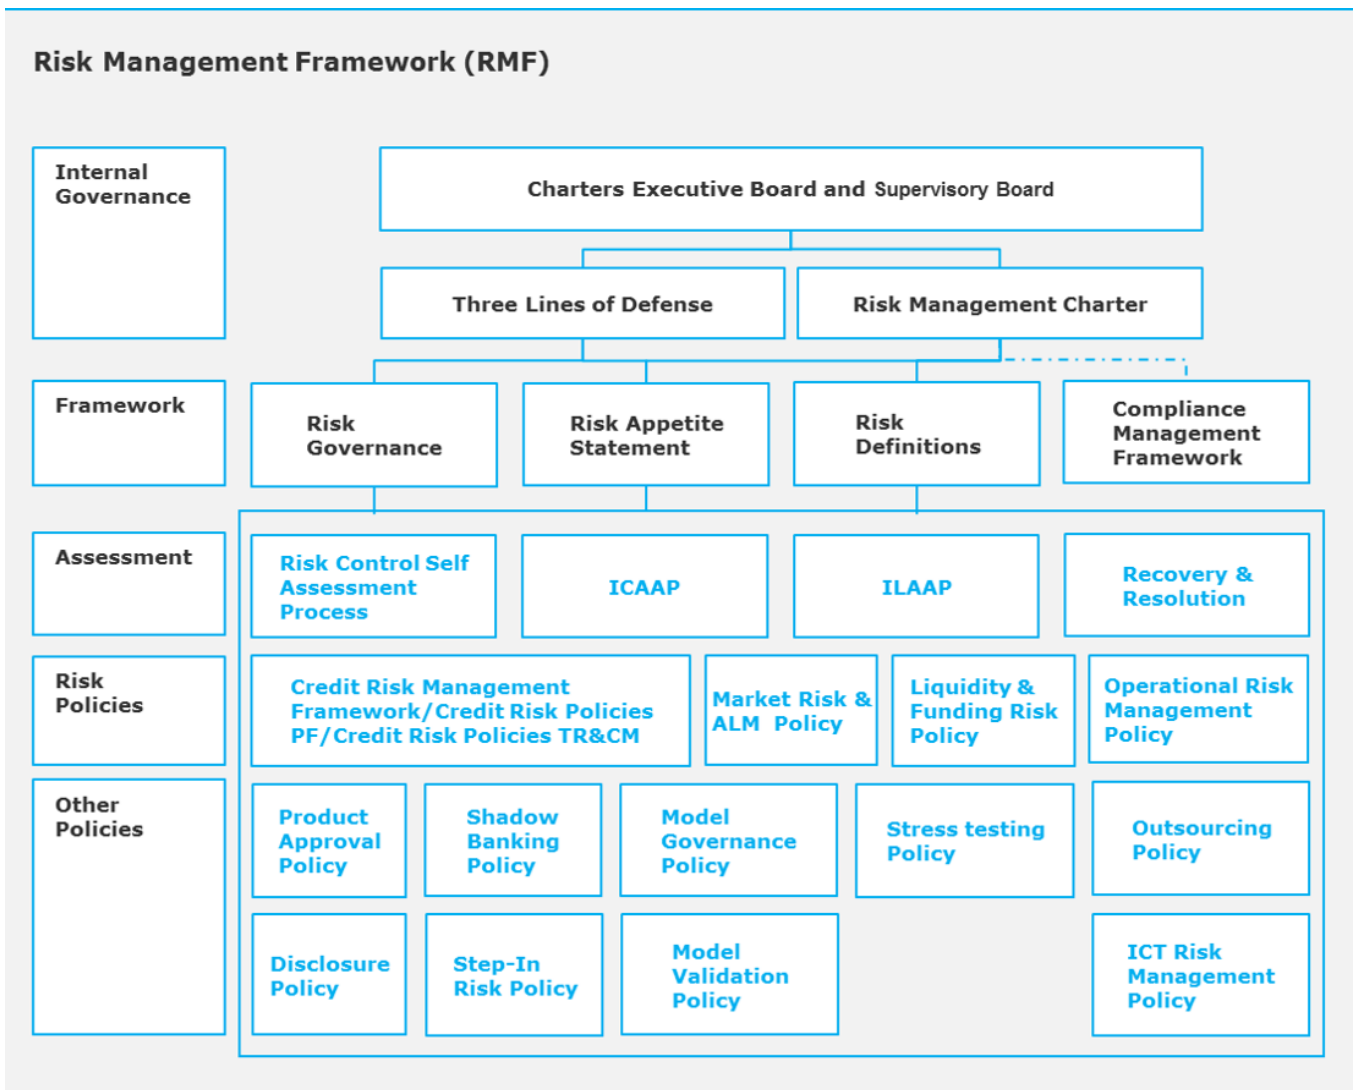 Risk Management Framework (RMF)
Internal
Governance
Charters Executive Board and Supervisory Board
Three Lines of Defense
Risk Management Charter
Framework
Risk
Governance
Risk Appetite
Statement
Risk
Definitions
Compliance
Management
Framework
Assessment
Risk Control Self
Assessment
Process
ICAAP
ILAAP
Recovery &
Resolution
Risk
Policies
Credit Risk Management
Framework/Credit Risk Policies
PF/Credit Risk Policies TR&CM
Market Risk &
ALM Policy
Liquidity &
Funding Risk
Policy
Operational Risk
Management
Policy
Other
Policies
Product
Approval
Policy
Shadow
Banking
Policy
Model
Governance
Policy
Stress testing
Policy
Outsourcing
Policy
Disclosure
Policy
Step-In
Risk Policy
Model
Validation
Policy
ICT Risk
Management
Policy